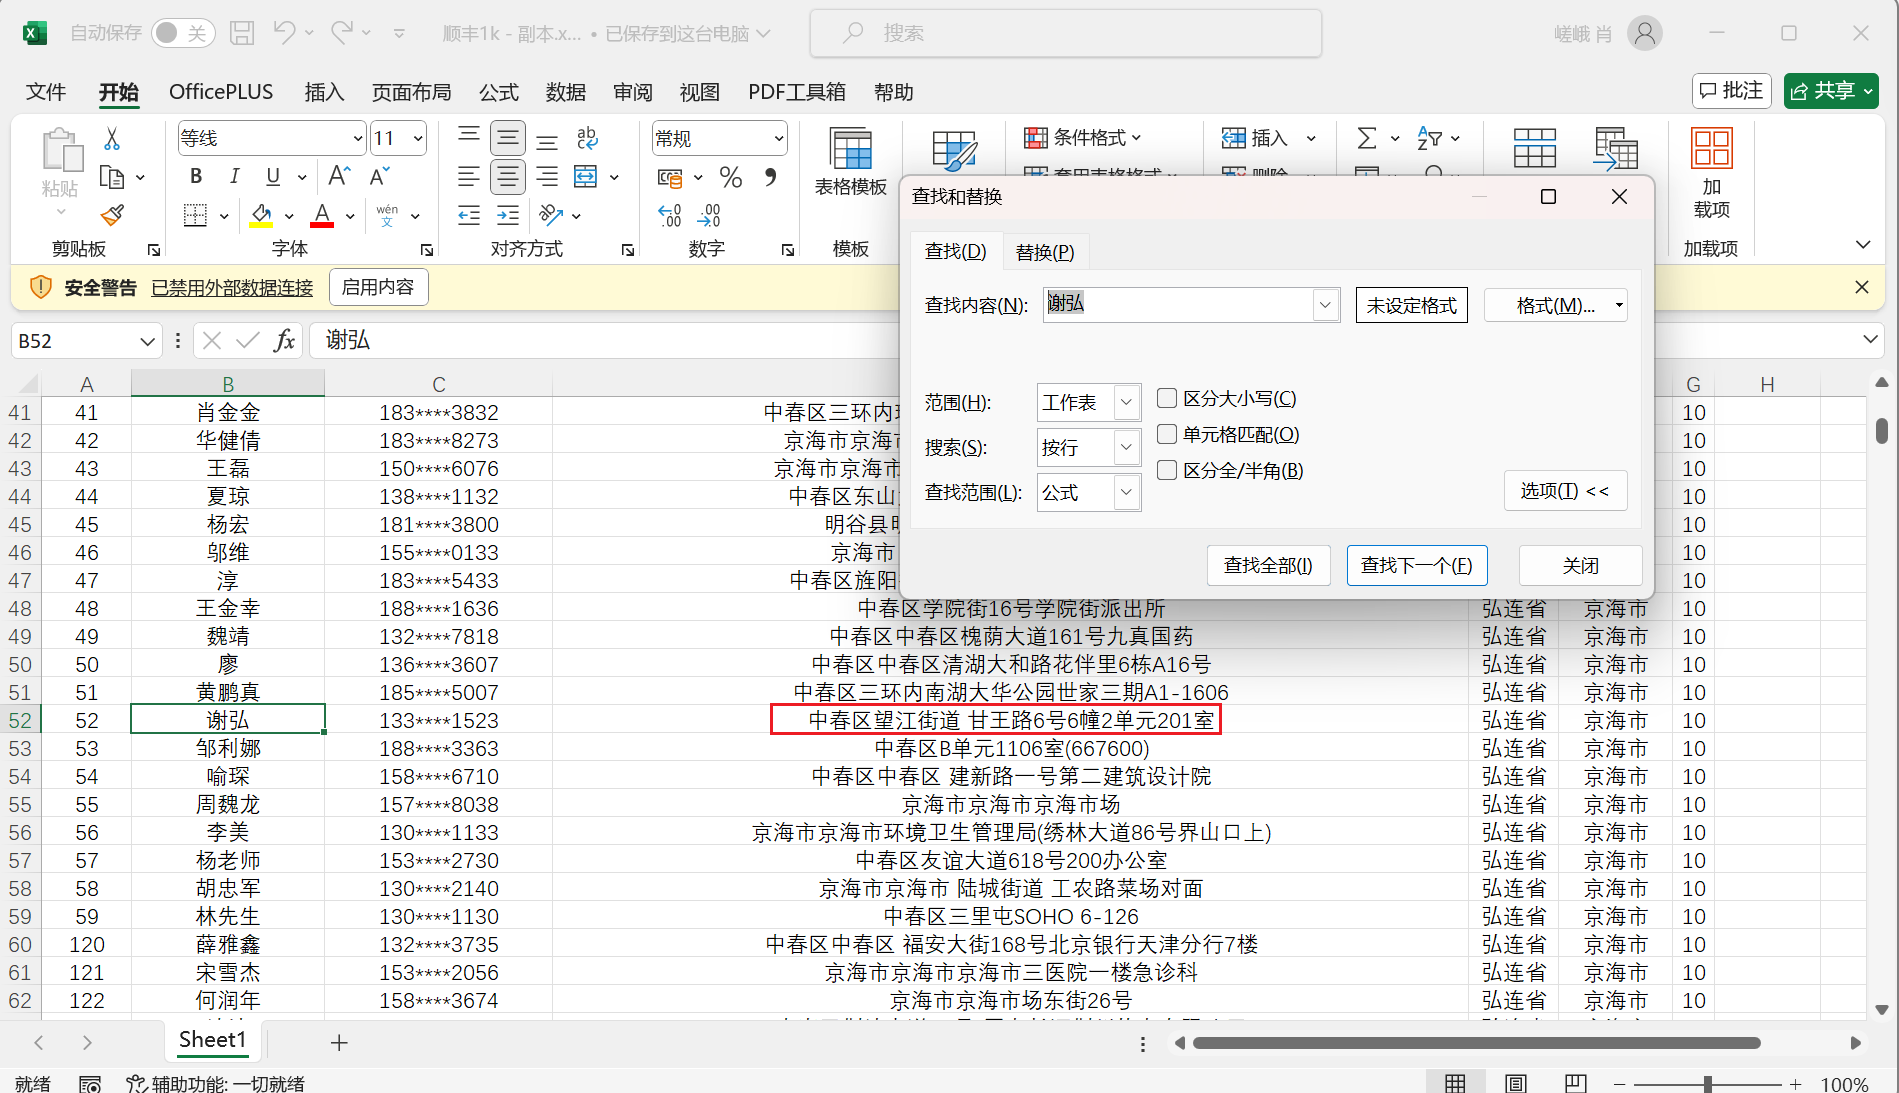 自动保存 关 顺丰1k - 副本.x... • 已保存到这台电脑 搜索 嵯峨 肖
文件 开始 OfficePLUS 插入 页面布局 公式 数据 审阅 视图 PDF工具箱 帮助 批注 共享
等线 11 常规 条件格式 插入
粘贴 表格模板 加载项
剪贴板 字体 对齐方式 数字 模板 加载项
安全警告 已禁用外部数据连接 启用内容
B52 谢弘
查找和替换
查找(D) 替换(P)
查找内容(N): 谢弘 未设定格式 格式(M)...
范围(H): 工作表 区分大小写(C)
搜索(S): 按行 单元格匹配(O)
查找范围(L): 公式 区分全/半角(B)
选项(T) <<
查找全部(I) 查找下一个(F) 关闭
A B C G H
41 41 肖金金 183****3832 中春区三环内 10
42 42 华健倩 183****8273 京海市京海 10
43 43 王磊 150****6076 京海市京海市 10
44 44 夏琼 138****1132 中春区东山 10
45 45 杨宏 181****3800 明谷县 10
46 46 邬维 155****0133 京海市 10
47 47 淳 183****5433 中春区旌阳 10
48 48 王金幸 188****1636 中春区学院街16号学院街派出所 弘连省 京海市 10
49 49 魏靖 132****7818 中春区中春区槐荫大道161号九真国药 弘连省 京海市 10
50 50 廖 136****3607 中春区中春区清湖大和路花伴里6栋A16号 弘连省 京海市 10
51 51 黄鹏真 185****5007 中春区三环内南湖大华公园世家三期A1-1606 弘连省 京海市 10
52 52 谢弘 133****1523 中春区望江街道 甘王路6号6幢2单元201室 弘连省 京海市 10
53 53 邹利娜 188****3363 中春区B单元1106室(667600) 弘连省 京海市 10
54 54 喻琛 158****6710 中春区中春区 建新路一号第二建筑设计院 弘连省 京海市 10
55 55 周魏龙 157****8038 京海市京海市京海市场 弘连省 京海市 10
56 56 李美 130****1133 京海市京海市环境卫生管理局(绣林大道86号界山口上) 弘连省 京海市 10
57 57 杨老师 153****2730 中春区友谊大道618号200办公室 弘连省 京海市 10
58 58 胡忠军 130****2140 京海市京海市 陆城街道 工农路菜场对面 弘连省 京海市 10
59 59 林先生 130****1130 中春区三里屯SOHO 6-126 弘连省 京海市 10
60 120 薛雅鑫 132****3735 中春区中春区 福安大街168号北京银行天津分行7楼 弘连省 京海市 10
61 121 宋雪杰 153****2056 京海市京海市京海市三医院一楼急诊科 弘连省 京海市 10
62 122 何润年 158****3674 京海市京海市场东街26号 弘连省 京海市 10
Sheet1
就绪 辅助功能: 一切就绪 100%